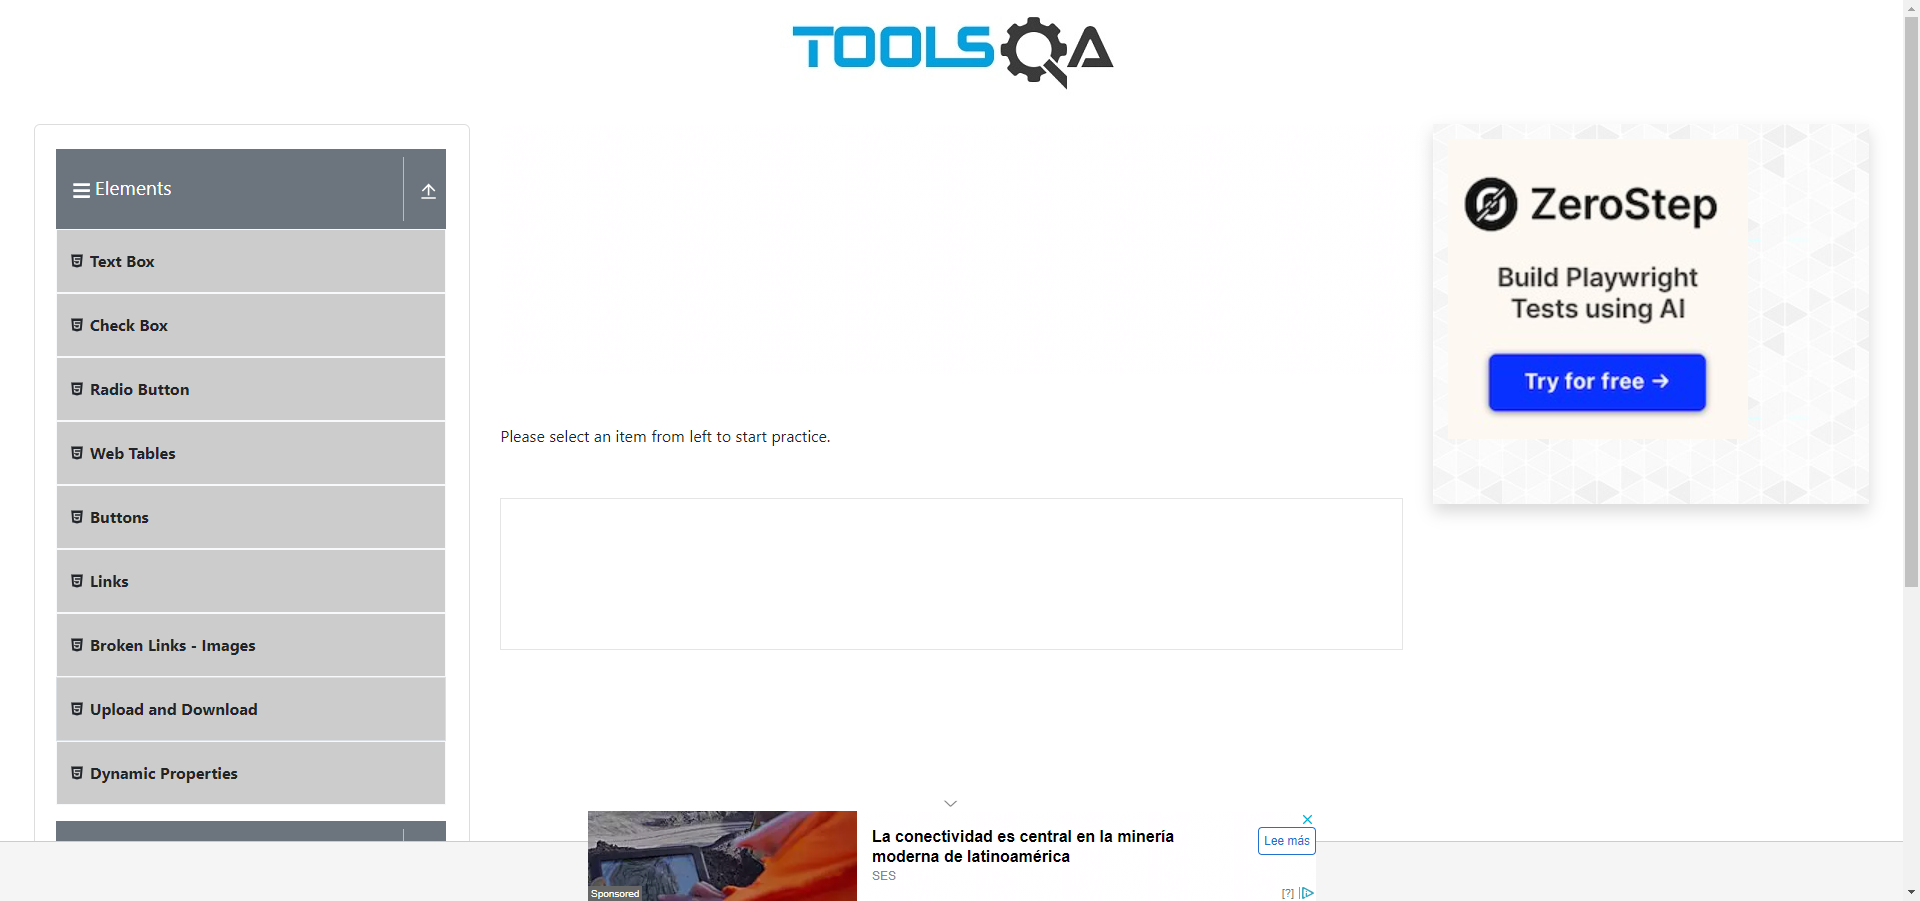 TOOLSQA
Elements
Text Box
Check Box
Radio Button
Web Tables
Buttons
Links
Broken Links - Images
Upload and Download
Dynamic Properties
Please select an item from left to start practice.
ZeroStep
Build Playwright
Tests using AI
Try for free →
La conectividad es central en la minería
moderna de latinoamérica
SES
Lee más
Sponsored
[?]